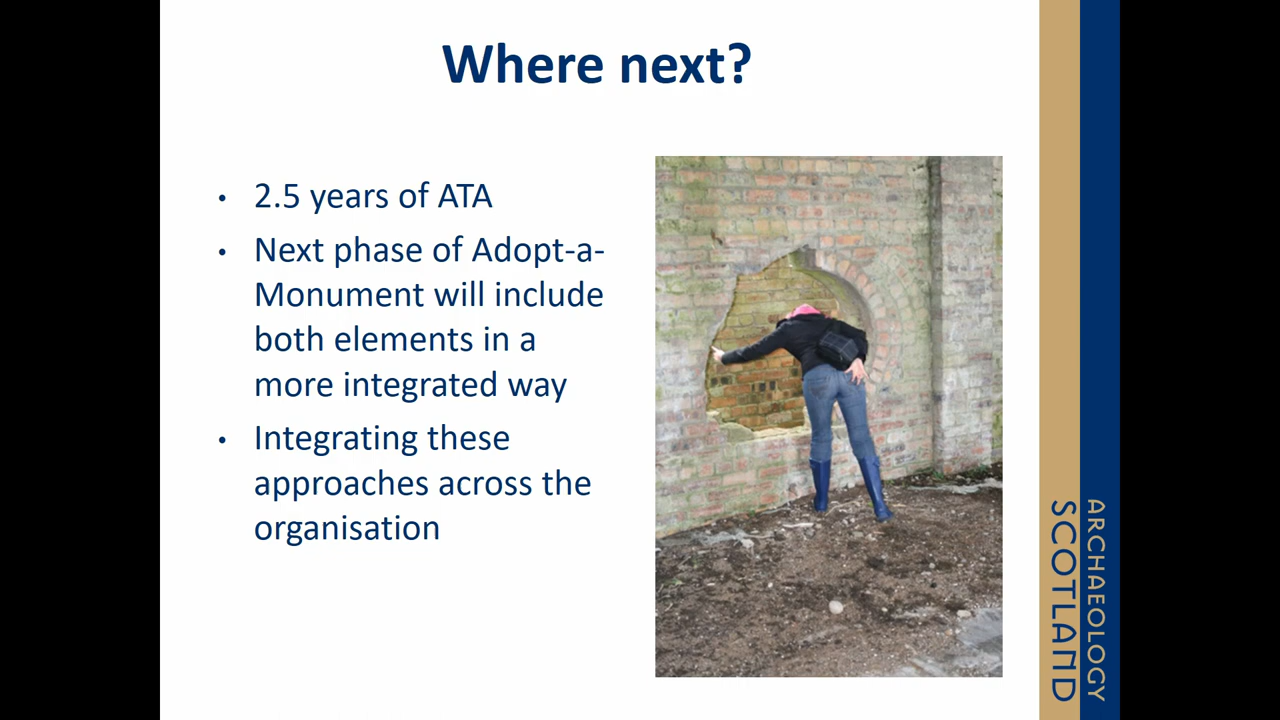 Where next?
• 2.5 years of ATA
• Next phase of Adopt-a-
Monument will include
both elements in a
more integrated way
• Integrating these
approaches across the
organisation
ARCHAEOLOGY
SCOTLAND